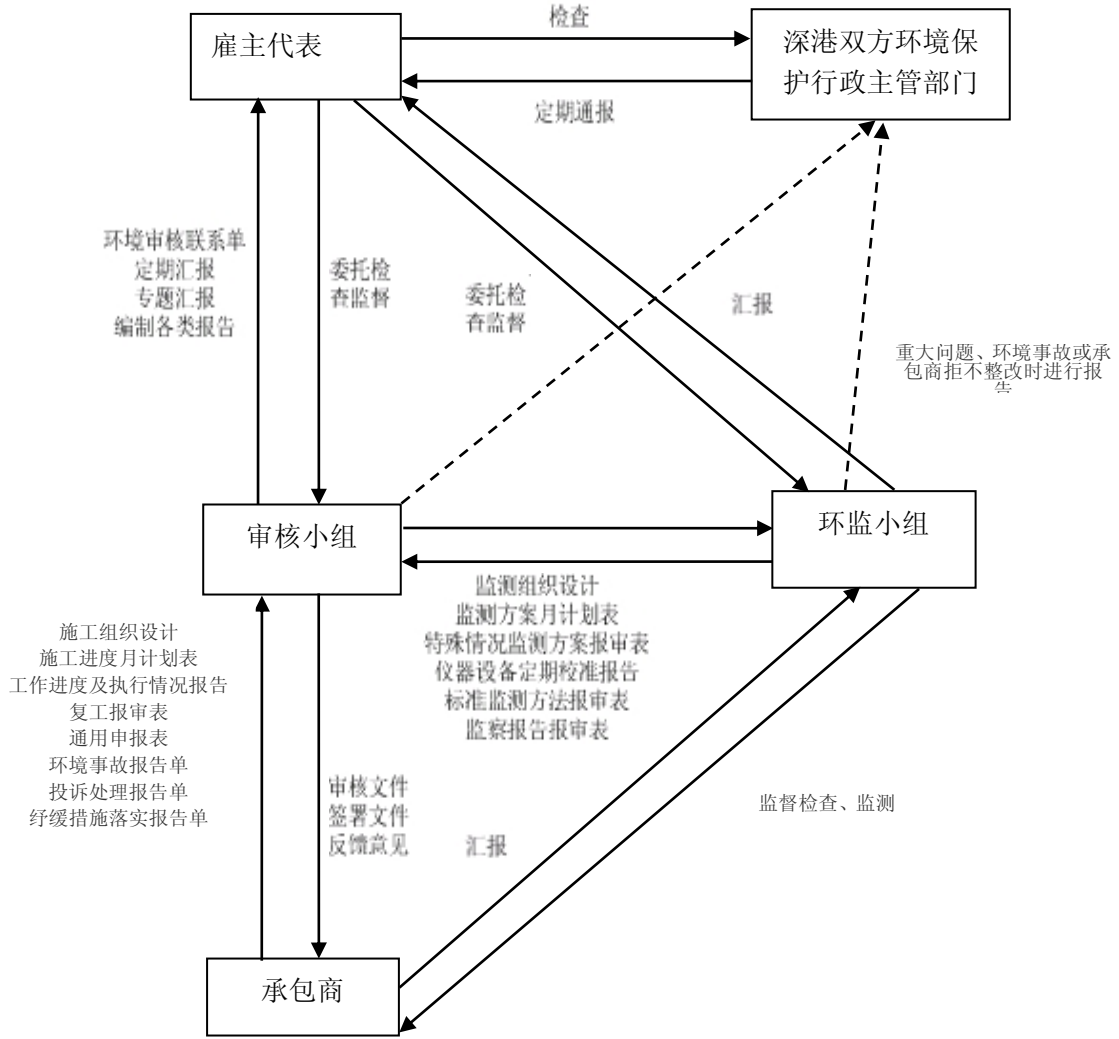 检查
雇主代表
深港双方环境保
护行政主管部门
定期通报
环境审核联系单
定期汇报
专题汇报
编制各类报告
委托检
查监督
委托检
查监督
汇报
重大问题、环境事故或承
包商拒不整改时进行报
告
审核小组
环监小组
监测组织设计
监测方案月计划表
特殊情况监测方案报审表
仪器设备定期校准报告
标准监测方法报审表
监察报告报审表
施工组织设计
施工进度月计划表
工作进度及执行情况报告
复工报审表
通用申报表
环境事故报告单
投诉处理报告单
纾缓措施落实报告单
审核文件
签署文件
反馈意见
汇报
监督检查、监测
承包商